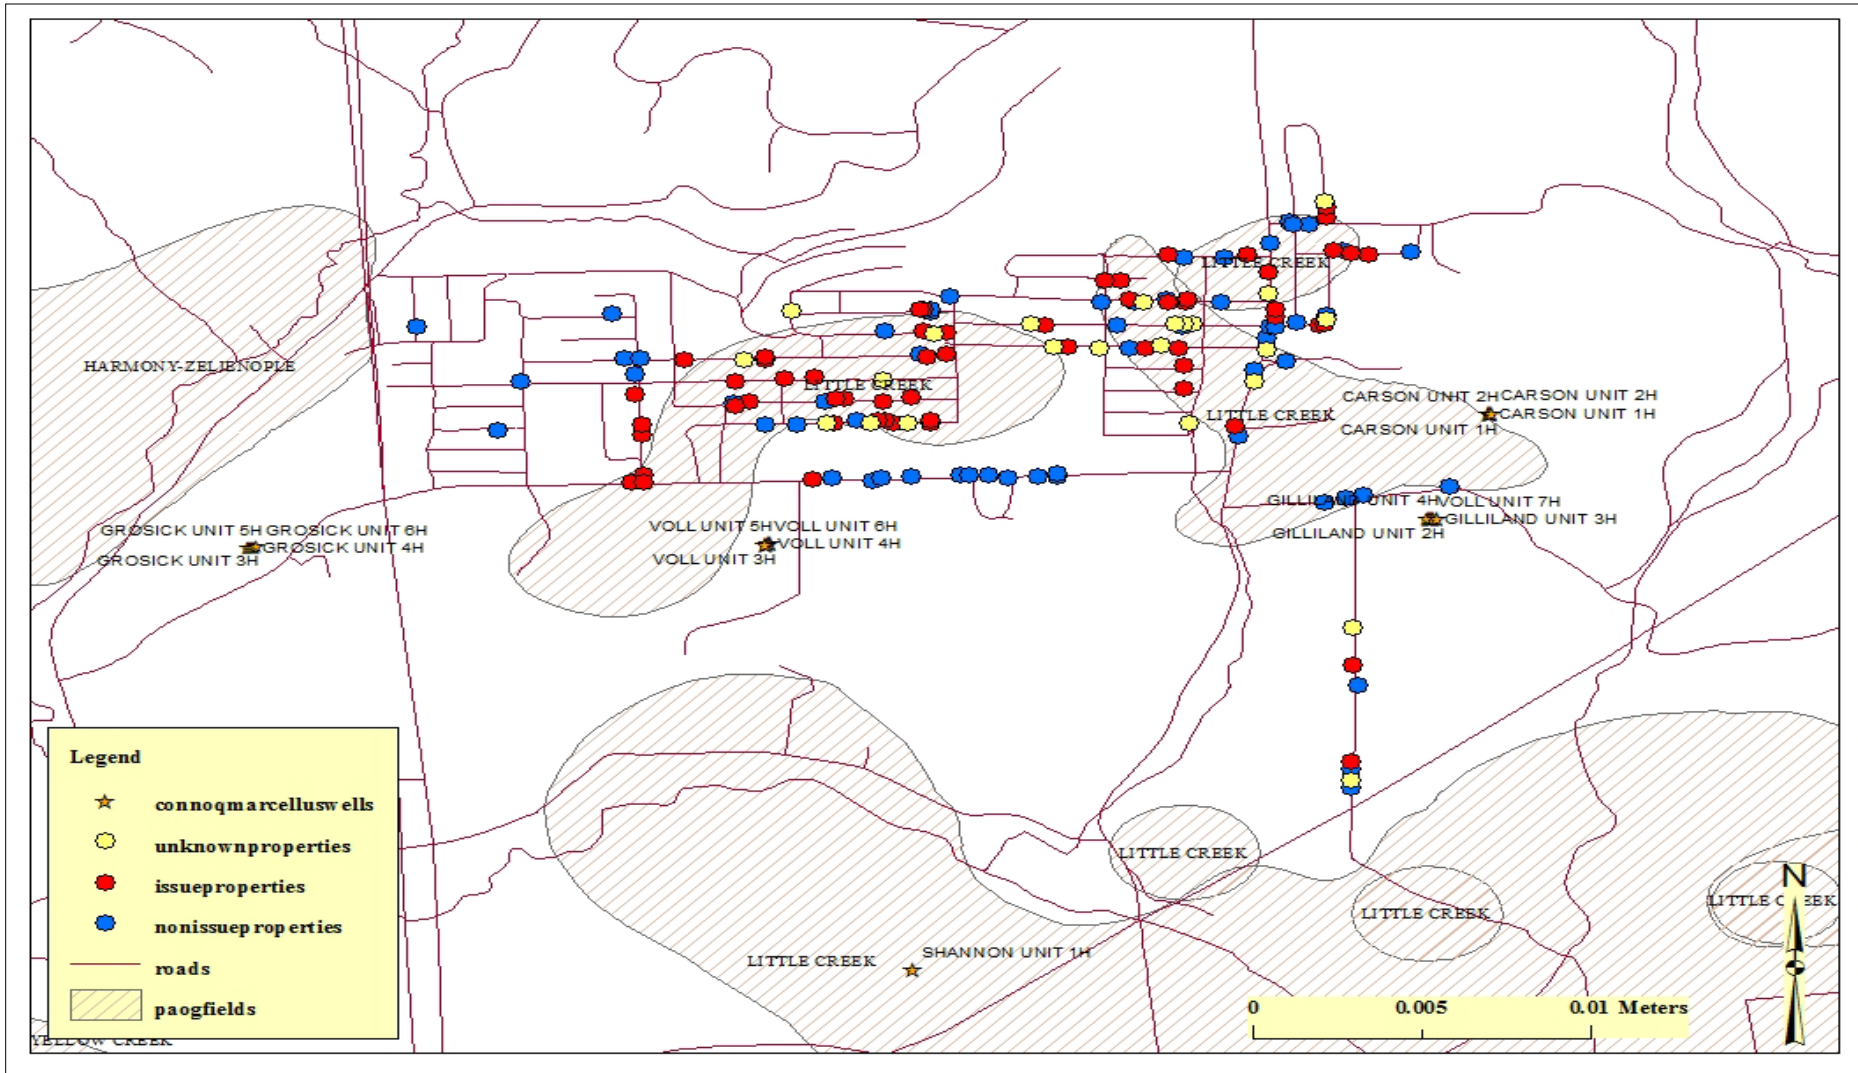 LITTLE CREEK
HARMONY-ZELIENOPLE
LITTLE CREEK
CARSON UNIT 2H CARSON UNIT 2H
LITTLE CREEK
CARSON UNIT 1H
CARSON UNIT 1H
GILLILAND UNIT 4H VOLL UNIT 7H
GILLILAND UNIT 3H
GILLILAND UNIT 2H
GROSICK UNIT 5H GROSICK UNIT 6H
GROSICK UNIT 4H
GROSICK UNIT 3H
VOLL UNIT 5H VOLL UNIT 6H
VOLL UNIT 4H
VOLL UNIT 3H
LITTLE CREEK
LITTLE CREEK
LITTLE CREEK
SHANNON UNIT 1H
LITTLE CREEK
Legend
connoqmarcelluswells
unknownproperties
issueproperties
nonissueproperties
roads
paogfields
YELLOW CREEK
N
0 0.005 0.01 Meters